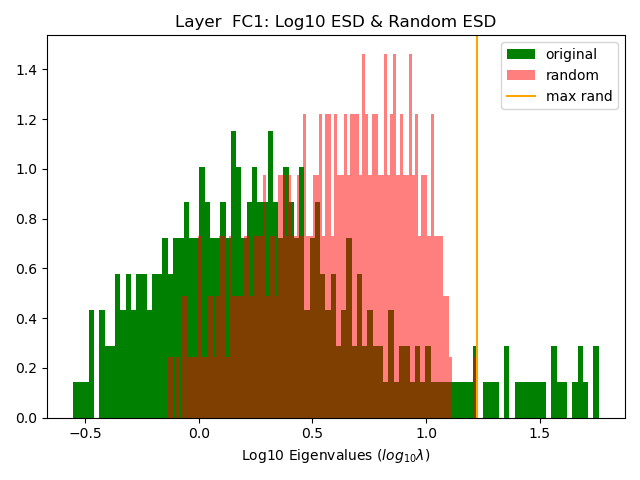 Layer  FC1: Log10 ESD & Random ESD
original
random
max rand
1.4
1.2
1.0
0.8
0.6
0.4
0.2
0.0
−0.5
0.0
0.5
1.0
1.5
Log10 Eigenvalues (log₁₀λ)